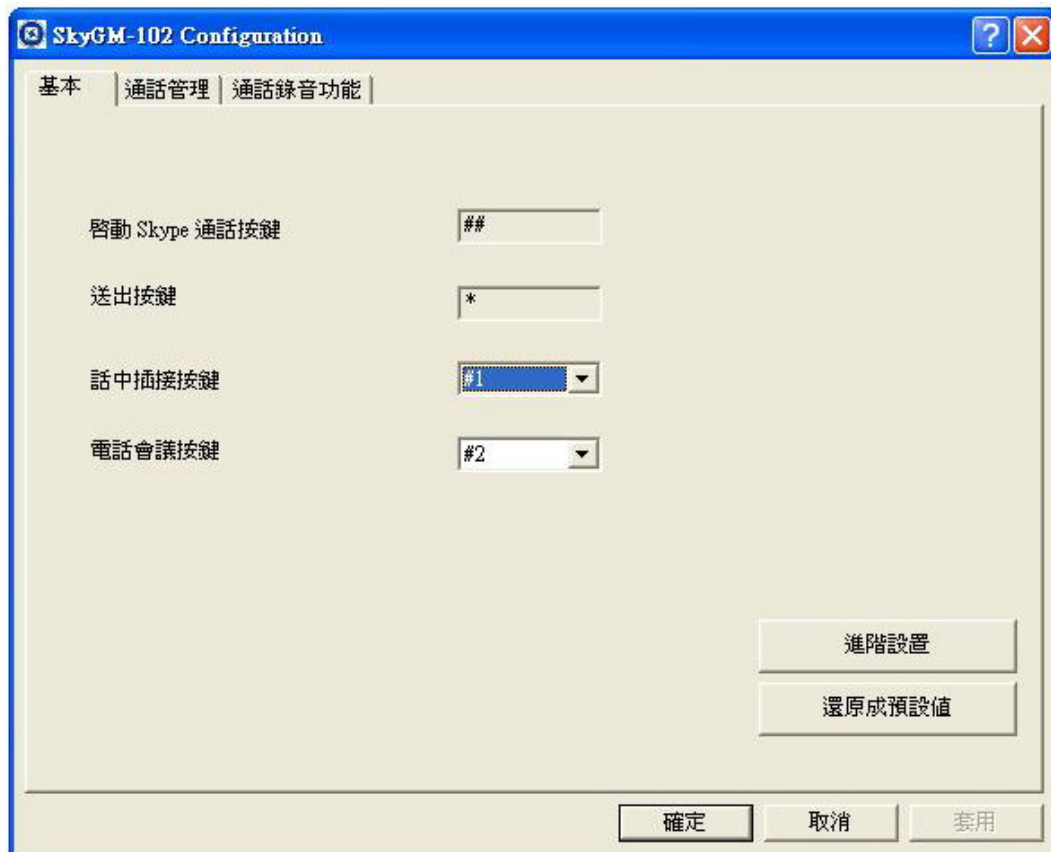 SkyGM-102 Configuration
基本 通話管理 通話錄音功能
啓動 Skype 通話按鍵 ##
送出按鍵 *
話中插接按鍵 #1
電話會議按鍵 #2
進階設置
還原成預設値
確定 取消 套用